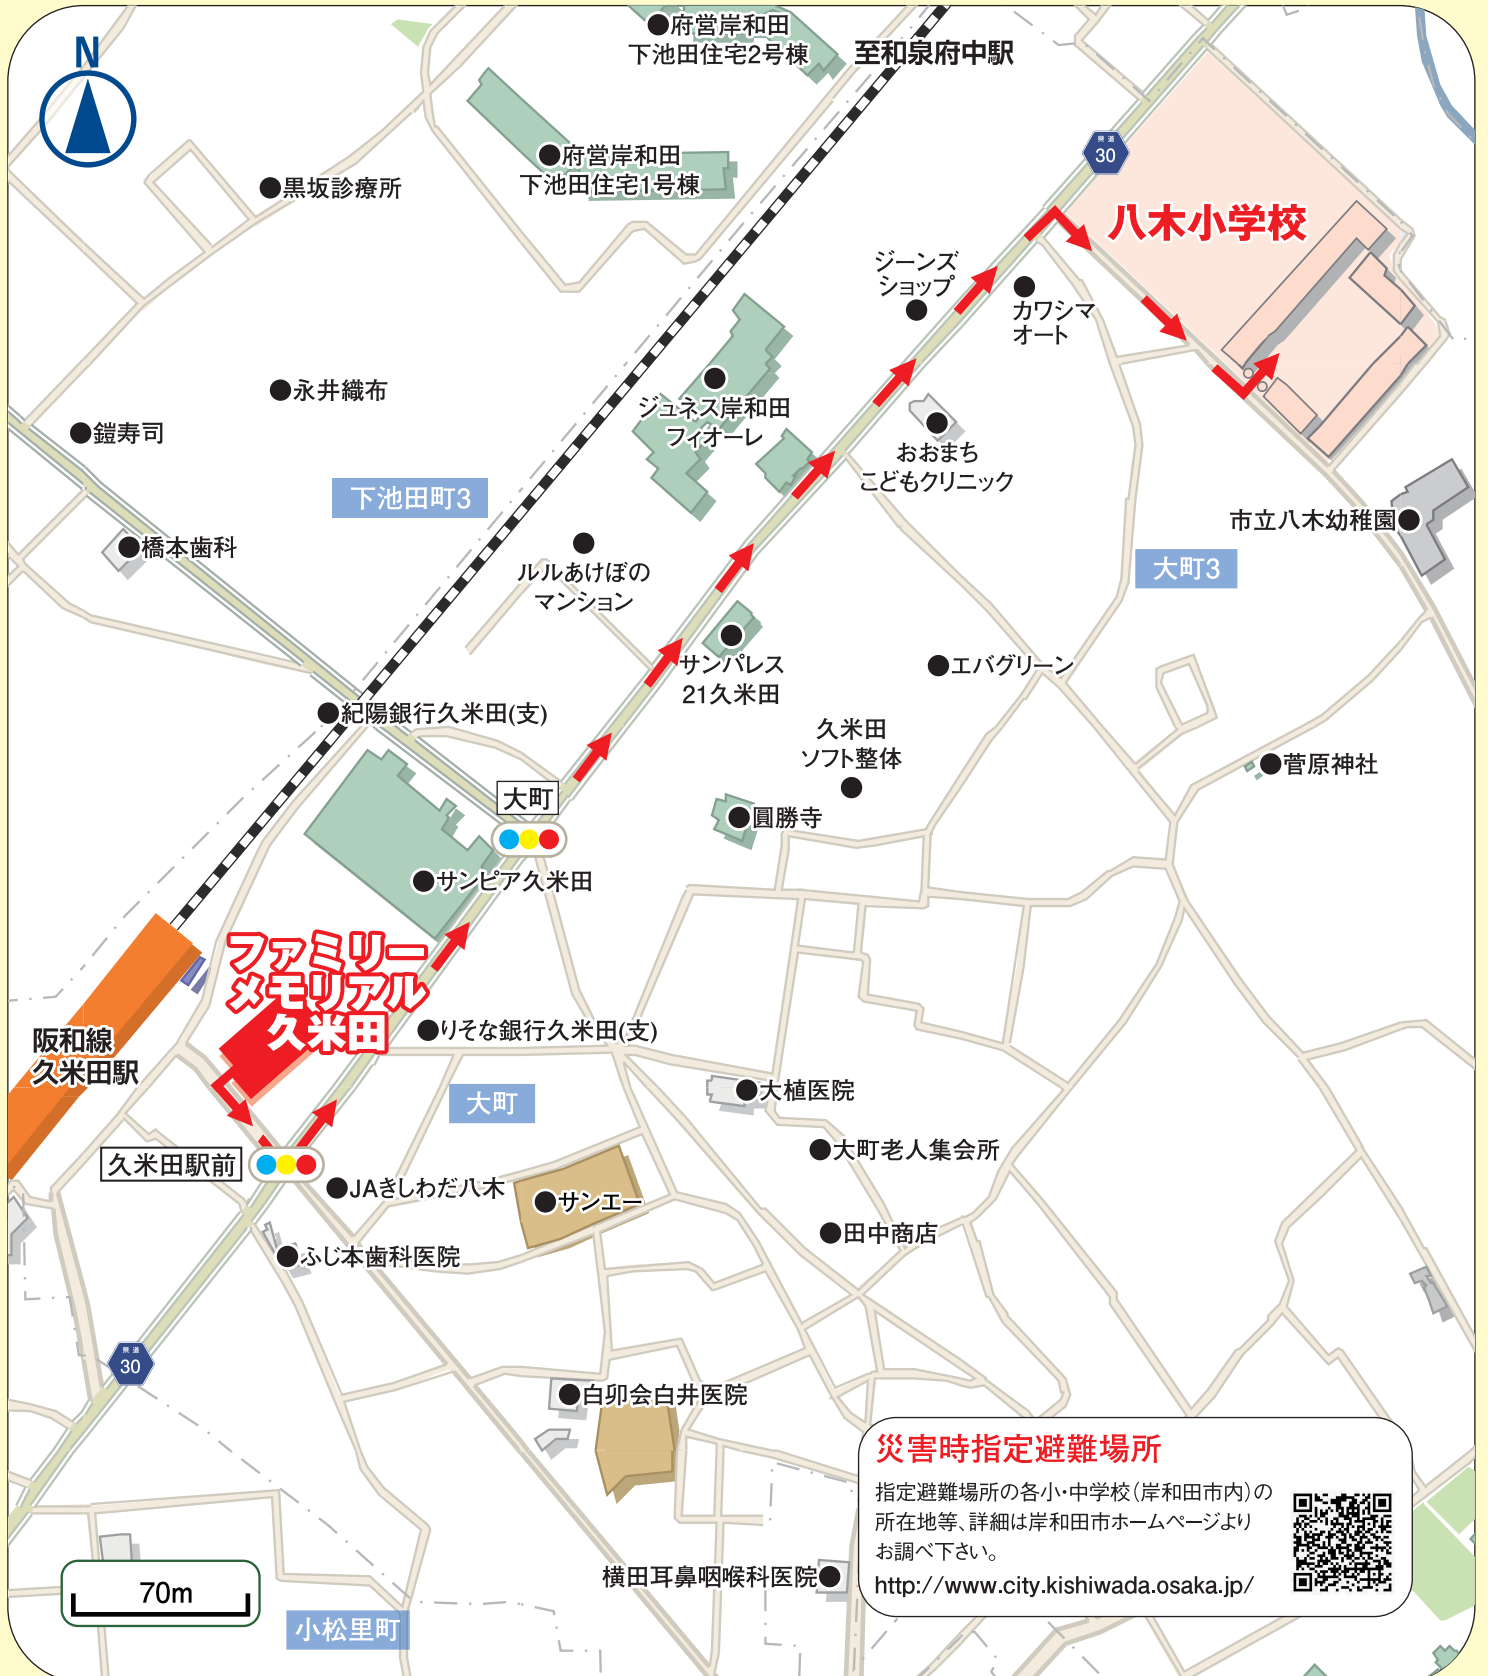 N
府営岸和田
下池田住宅2号棟
至和泉府中駅
県道
30
府営岸和田
下池田住宅1号棟
黒坂診療所
八木小学校
ジーンズ
ショップ
カワシマ
オート
永井織布
ジュネス岸和田
フィオーレ
鎧寿司
おおまち
こどもクリニック
下池田町3
市立八木幼稚園
橋本歯科
ルルあけぼの
マンション
大町3
サンパレス
21久米田
エバグリーン
紀陽銀行久米田(支)
久米田
ソフト整体
菅原神社
大町
圓勝寺
サンピア久米田
ファミリー
メモリアル
久米田
りそな銀行久米田(支)
阪和線
久米田駅
大植医院
大町
大町老人集会所
久米田駅前
JAきしわだ八木
サンエー
田中商店
ふじ本歯科医院
県道
30
白卯会白井医院
災害時指定避難場所
指定避難場所の各小・中学校(岸和田市内)の
所在地等、詳細は岸和田市ホームページより
お調べ下さい。
http://www.city.kishiwada.osaka.jp/
横田耳鼻咽喉科医院
70m
小松里町